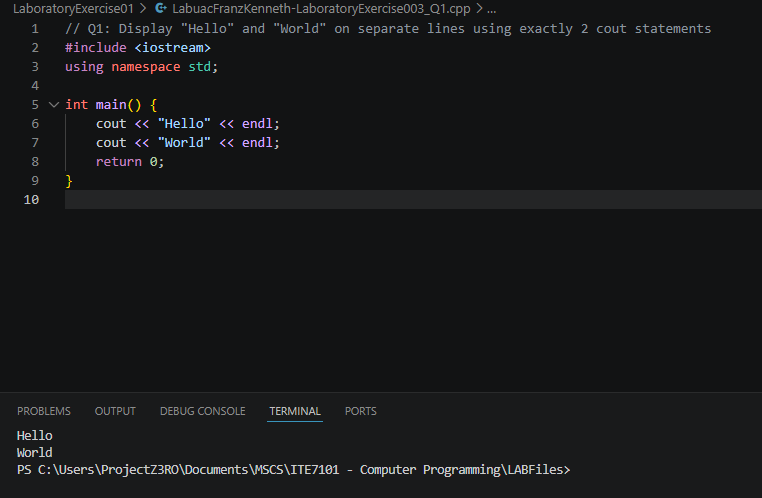 LaboratoryExercise01 > LabuacFranzKenneth-LaboratoryExercise003_Q1.cpp > ...
1 // Q1: Display "Hello" and "World" on separate lines using exactly 2 cout statements
2 #include <iostream>
3 using namespace std;
4
5 int main() {
6 cout << "Hello" << endl;
7 cout << "World" << endl;
8 return 0;
9 }
10
PROBLEMS OUTPUT DEBUG CONSOLE TERMINAL PORTS
Hello
World
PS C:\Users\ProjectZ3RO\Documents\MSCS\ITE7101 - Computer Programming\LABFiles>